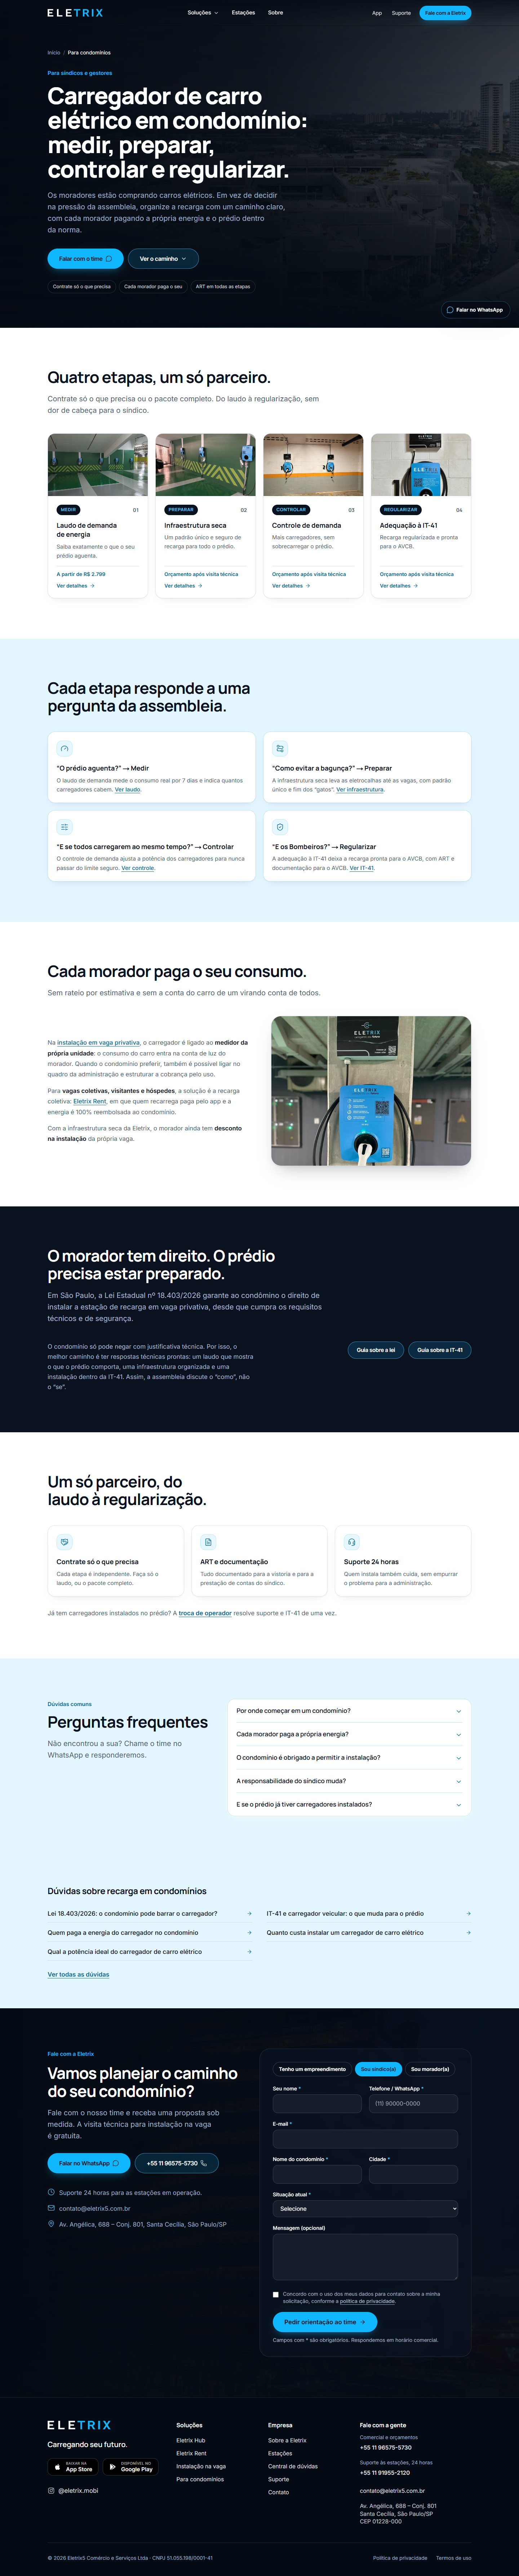 ELETRIX
Soluções
Estações
Sobre
App
Suporte
Fale com a Eletrix
Início / Para condomínios
Para síndicos e gestores
Carregador de carro
elétrico em condomínio:
medir, preparar,
controlar e regularizar.
Os moradores estão comprando carros elétricos. Em vez de decidir
na pressão da assembleia, organize a recarga com um caminho claro,
com cada morador pagando a própria energia e o prédio dentro
da norma.
Falar com o time
Ver o caminho
Contrate só o que precisa
Cada morador paga o seu
ART em todas as etapas
Falar no WhatsApp
Quatro etapas, um só parceiro.
Contrate só o que precisa ou o pacote completo. Do laudo à regularização, sem
dor de cabeça para o síndico.
MEDIR
01
Laudo de demanda
de energia
Saiba exatamente o que o seu
prédio aguenta.
A partir de R$ 2.799
Ver detalhes →
PREPARAR
02
Infraestrutura seca
Um padrão único e seguro de
recarga para todo o prédio.
Orçamento após visita técnica
Ver detalhes →
CONTROLAR
03
Controle de demanda
Mais carregadores, sem
sobrecarregar o prédio.
Orçamento após visita técnica
Ver detalhes →
REGULARIZAR
04
Adequação à IT-41
Recarga regularizada e pronta
para o AVCB.
Orçamento após visita técnica
Ver detalhes →
Cada etapa responde a uma
pergunta da assembleia.
“O prédio aguenta?” → Medir
O laudo de demanda mede o consumo real por 7 dias e indica quantos
carregadores cabem. Ver laudo.
“Como evitar a bagunça?” → Preparar
A infraestrutura seca leva as eletrocalhas até as vagas, com padrão
único e fim dos “gatos”. Ver infraestrutura.
“E se todos carregarem ao mesmo tempo?” → Controlar
O controle de demanda ajusta a potência dos carregadores para nunca
passar do limite seguro. Ver controle.
“E os Bombeiros?” → Regularizar
A adequação à IT-41 deixa a recarga pronta para o AVCB, com ART e
documentação para o AVCB. Ver IT-41.
Cada morador paga o seu consumo.
Sem rateio por estimativa e sem a conta do carro de um virando conta de todos.
Na instalação em vaga privativa, o carregador é ligado ao medidor da
própria unidade: o consumo do carro entra na conta de luz do
morador. Quando o condomínio preferir, também é possível ligar no
quadro da administração e estruturar a cobrança pelo uso.
Para vagas coletivas, visitantes e hóspedes, a solução é a recarga
coletiva: Eletrix Rent, em que quem recarrega paga pelo app e a
energia é 100% reembolsada ao condomínio.
Com a infraestrutura seca da Eletrix, o morador ainda tem desconto
na instalação da própria vaga.
ELETRIX
ELETRIX
O morador tem direito. O prédio
precisa estar preparado.
Em São Paulo, a Lei Estadual nº 18.403/2026 garante ao condômino o direito de
instalar a estação de recarga em vaga privativa, desde que cumpra os requisitos
técnicos e de segurança.
O condomínio só pode negar com justificativa técnica. Por isso, o
melhor caminho é ter respostas técnicas prontas: um laudo que mostra
o que o prédio comporta, uma infraestrutura organizada e uma
instalação dentro da IT-41. Assim, a assembleia discute o “como”, não
o “se”.
Guia sobre a lei
Guia sobre a IT-41
Um só parceiro, do
laudo à regularização.
Contrate só o que precisa
Cada etapa é independente. Faça só o
laudo, ou o pacote completo.
ART e documentação
Tudo documentado para a vistoria e para a
prestação de contas do síndico.
Suporte 24 horas
Quem instala também cuida, sem empurrar
o problema para a administração.
Já tem carregadores instalados no prédio? A troca de operador resolve suporte e IT-41 de uma vez.
Dúvidas comuns
Perguntas frequentes
Não encontrou a sua? Chame o time no
WhatsApp e respondemos.
Por onde começar em um condomínio?
Cada morador paga a própria energia?
O condomínio é obrigado a permitir a instalação?
A responsabilidade do síndico muda?
E se o prédio já tiver carregadores instalados?
Dúvidas sobre recarga em condomínios
Lei 18.403/2026: o condomínio pode barrar o carregador? →
IT-41 e carregador veicular: o que muda para o prédio →
Quem paga a energia do carregador no condomínio →
Quanto custa instalar um carregador de carro elétrico →
Qual a potência ideal do carregador de carro elétrico →
Ver todas as dúvidas
Fale com a Eletrix
Vamos planejar o caminho
do seu condomínio?
Fale com o nosso time e receba uma proposta sob
medida. A visita técnica para instalação na vaga
é gratuita.
Falar no WhatsApp
+55 11 96575-5730
Suporte 24 horas para as estações em operação.
contato@eletrix5.com.br
Av. Angélica, 688 – Conj. 801, Santa Cecília, São Paulo/SP
Tenho um empreendimento
Sou síndico(a)
Sou morador(a)
Seu nome *
Telefone / WhatsApp *
(11) 90000-0000
E-mail *
Nome do condomínio *
Cidade *
Situação atual *
Selecione
Mensagem (opcional)
Concordo com o uso dos meus dados para contato sobre a minha
solicitação, conforme a política de privacidade.
Pedir orientação ao time →
Campos com * são obrigatórios. Respondemos em horário comercial.
ELETRIX
Carregando seu futuro.
BAIXAR NA
App Store
DISPONÍVEL NO
Google Play
@eletrix.mobi
Soluções
Eletrix Hub
Eletrix Rent
Instalação na vaga
Para condomínios
Empresa
Sobre a Eletrix
Estações
Central de dúvidas
Suporte
Contato
Fale com a gente
Comercial e orçamentos
+55 11 96575-5730
Suporte às estações, 24 horas
+55 11 91955-2120
contato@eletrix5.com.br
Av. Angélica, 688 – Conj. 801
Santa Cecília, São Paulo/SP
CEP 01228-000
© 2026 Eletrix5 Comércio e Serviços Ltda · CNPJ 51.055.198/0001-41
Política de privacidade
Termos de uso